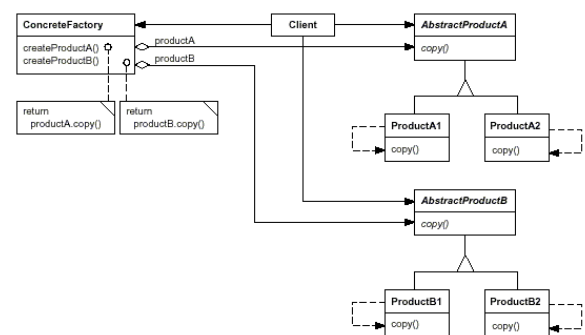 ConcreteFactory
createProductA()
createProductB()
productA
productB
return
productA.copy()
return
productB.copy()
Client
AbstractProductA
copy()
ProductA1
copy()
ProductA2
copy()
AbstractProductB
copy()
ProductB1
copy()
ProductB2
copy()